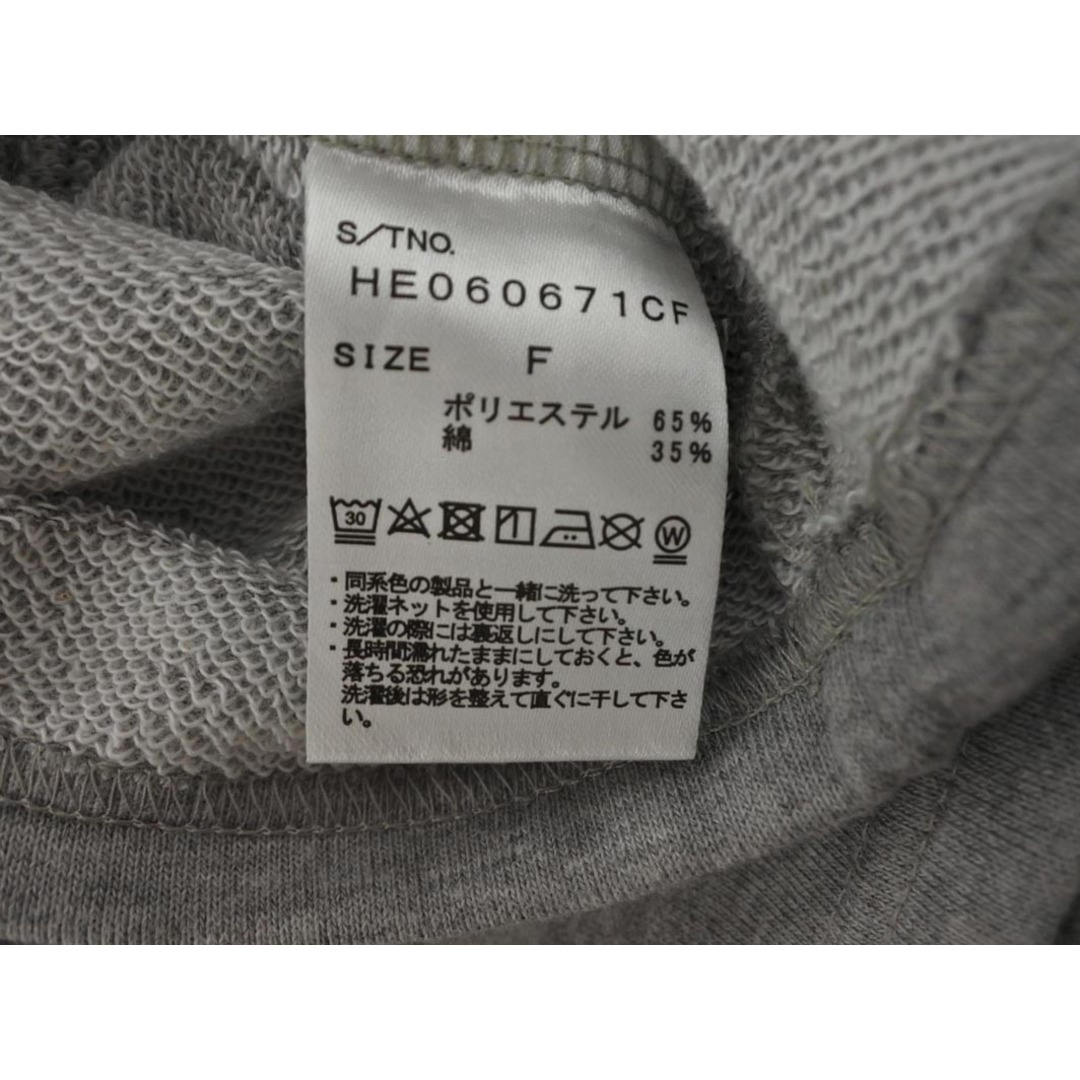 S/TNO.
HE060671CF
SIZE F
ポリエステル 65%
綿 35%
30 W
・同系色の製品と一緒に洗って下さい。
・洗濯ネットを使用して下さい。
・洗濯の際には裏返しにして下さい。
・長時間濡れたままにしておくと、色が
落ちる恐れがあります。
洗濯後は形を整えて直ぐに干して下さ
い。